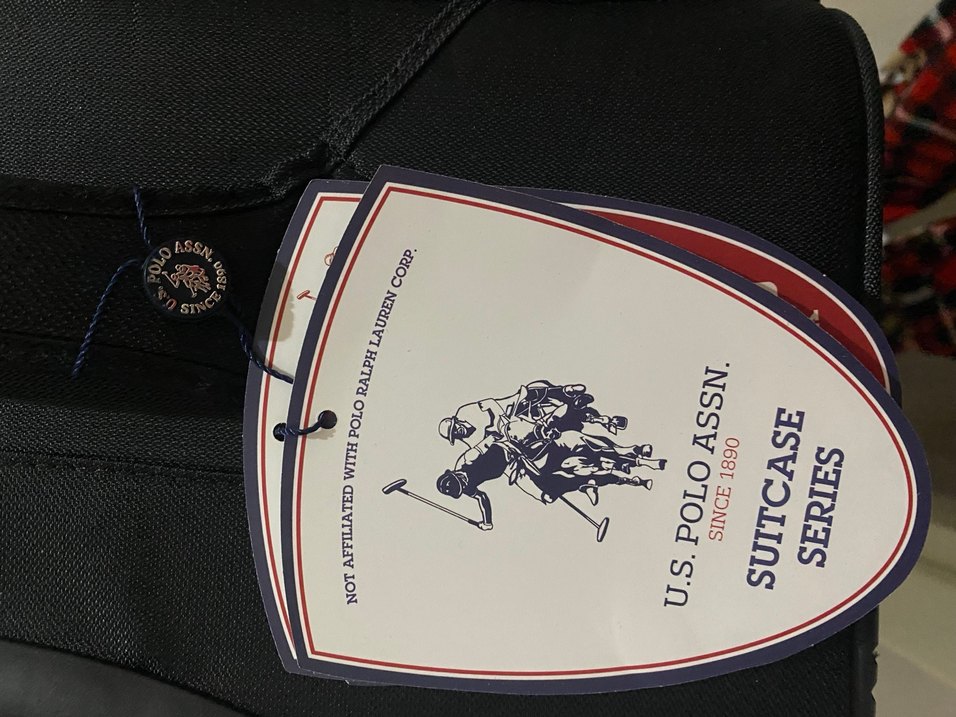 NOT AFFILIATED WITH POLO RALPH LAUREN CORP.
U.S. POLO ASSN.
SINCE 1890
SUITCASE
SERIES
U.S. POLO ASSN.
SINCE 1890